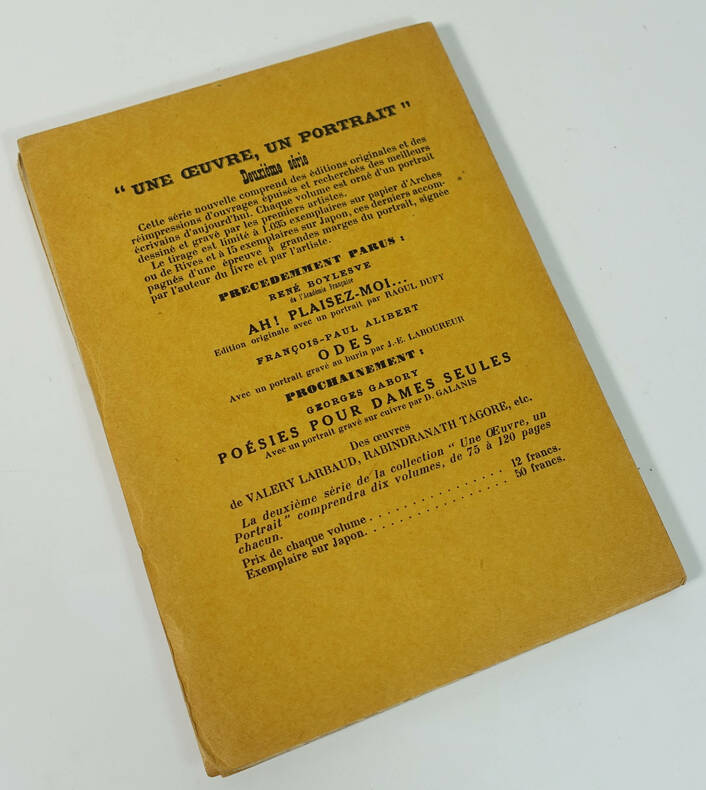 “ UNE ŒUVRE, UN PORTRAIT ”
Deuxième série
Cette série nouvelle comprend des éditions originales et des
réimpressions d'ouvrages épuisés et recherchés des meilleurs
écrivains d'aujourd'hui. Chaque volume est orné d'un portrait
dessiné et gravé par les premiers artistes.
Le tirage est limité à 1.035 exemplaires sur papier d'Arches
ou de Rives et à 15 exemplaires sur Japon, ces derniers accom-
pagnés d'une épreuve à grandes marges du portrait, signée
par l'auteur du livre et par l'artiste.
PRECEDEMMENT PARUS :
RENÉ BOYLESVE
de l'Académie française
AH! PLAISEZ-MOI...
Edition originale avec un portrait par RAOUL DUFY
FRANÇOIS-PAUL ALIBERT
ODES
Avec un portrait gravé au burin par J.-E. LABOUREUR
PROCHAINEMENT :
GEORGES GABORY
POÉSIES POUR DAMES SEULES
Avec un portrait gravé sur cuivre par D. GALANIS
Des œuvres
de VALERY LARBAUD, RABINDRANATH TAGORE, etc.
La deuxième série de la collection “ Une Œuvre, un
Portrait ” comprendra dix volumes, de 75 à 120 pages
chacun.
Prix de chaque volume . . . . . . . . . . . . . . . . 12 francs.
Exemplaire sur Japon. . . . . . . . . . . . . . . . . 50 francs.